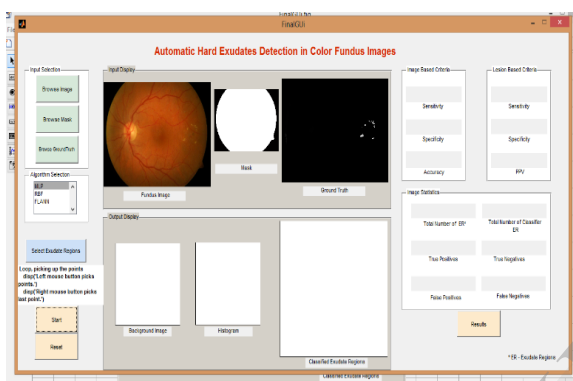 FinalGUI.fig
FinalGUI
Automatic Hard Exudates Detection in Color Fundus Images
Input Selection
Browse Image
Browse Mask
Browse GroundTruth
Algorithm Selection
MLP
RBF
FLANN
Select Exudate Regions
Loop, picking up the points
disp('Left mouse button picks
points.')
disp('Right mouse button picks
last point.')
Start
Reset
Input Display
Fundus Image
Mask
Ground Truth
Output Display
Background Image
Histogram
Classified Exudate Regions
Image Based Criteria
Sensitivity
Specificity
Accuracy
Lesion Based Criteria
Sensitivity
Specificity
PPV
Image Statistics
Total Number of ER*
Total Number of Classifier
ER
True Positives
True Negatives
False Positives
False Negatives
Results
* ER - Exudate Regions
Classified Exudate Regions